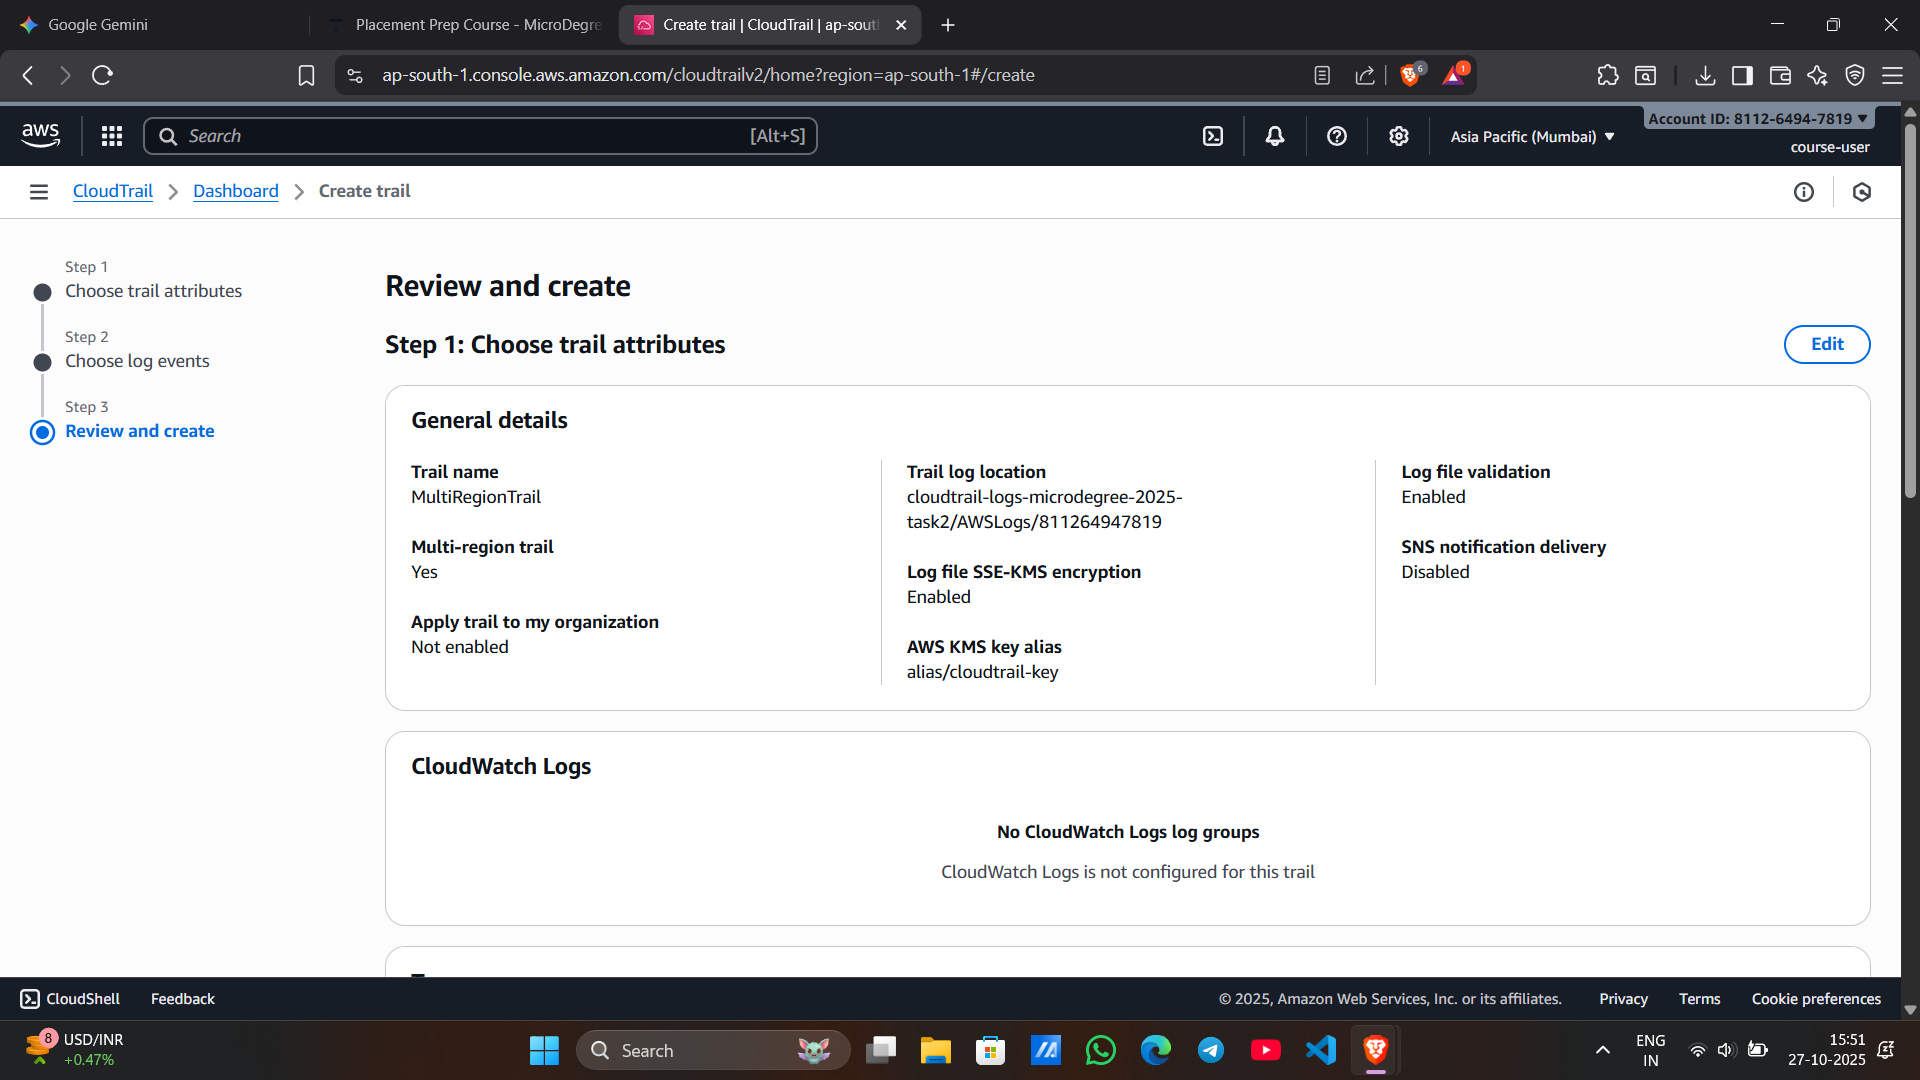 Google Gemini
Placement Prep Course - MicroDegre
Create trail | CloudTrail | ap-sout
ap-south-1.console.aws.amazon.com/cloudtrailv2/home?region=ap-south-1#/create
6
1
aws
Search
[Alt+S]
Asia Pacific (Mumbai)
Account ID: 8112-6494-7819
course-user
CloudTrail
Dashboard
Create trail
Step 1
Choose trail attributes
Step 2
Choose log events
Step 3
Review and create
Review and create
Step 1: Choose trail attributes
Edit
General details
Trail name
MultiRegionTrail
Multi-region trail
Yes
Apply trail to my organization
Not enabled
Trail log location
cloudtrail-logs-microdegree-2025-
task2/AWSLogs/811264947819
Log file SSE-KMS encryption
Enabled
AWS KMS key alias
alias/cloudtrail-key
Log file validation
Enabled
SNS notification delivery
Disabled
CloudWatch Logs
No CloudWatch Logs log groups
CloudWatch Logs is not configured for this trail
CloudShell
Feedback
© 2025, Amazon Web Services, Inc. or its affiliates.
Privacy
Terms
Cookie preferences
8
USD/INR
+0.47%
Search
ENG
IN
15:51
27-10-2025